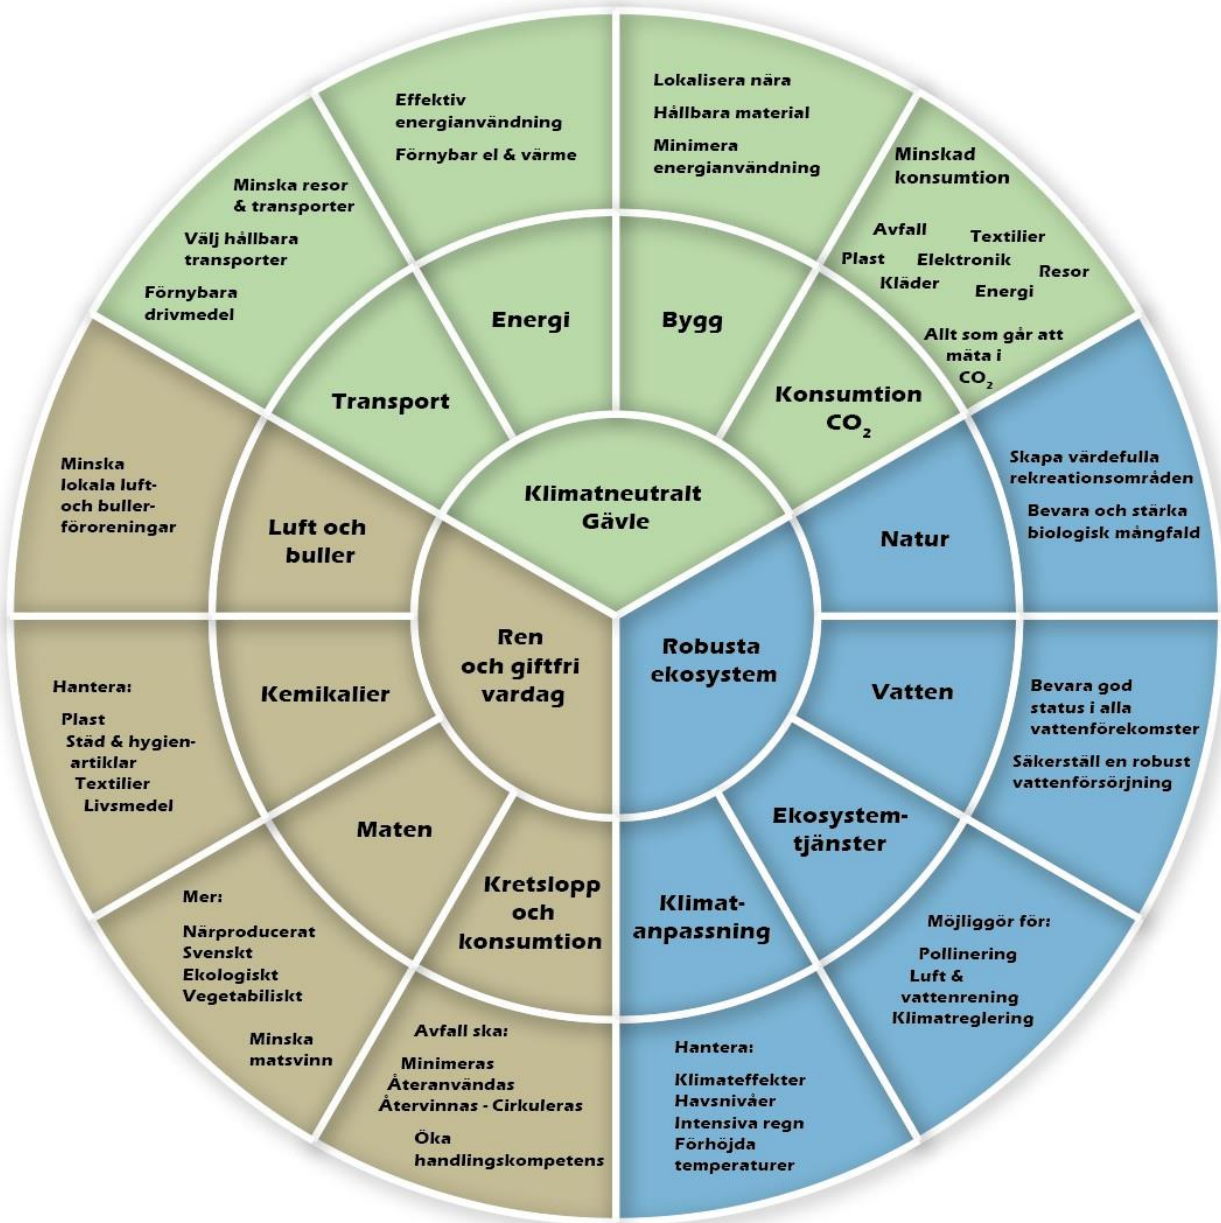 Klimatneutralt
Gävle
Transport
Minska resor
& transporter
Välj hållbara
transporter
Förnybara
drivmedel
Energi
Effektiv
energianvändning
Förnybar el & värme
Bygg
Lokalisera nära
Hållbara material
Minimera
energianvändning
Konsumtion
CO₂
Minskad
konsumtion
Avfall
Textilier
Plast
Elektronik
Resor
Kläder
Energi
Allt som går att
mäta i
CO₂
Robusta
ekosystem
Natur
Skapa värdefulla
rekreationsområden
Bevara och stärka
biologisk mångfald
Vatten
Bevara god
status i alla
vattenförekomster
Säkerställ en robust
vattenförsörjning
Ekosystem-
tjänster
Möjliggör för:
Pollinering
Luft &
vattenrening
Klimatreglering
Klimat-
anpassning
Hantera:
Klimateffekter
Havsnivåer
Intensiva regn
Förhöjda
temperaturer
Ren
och giftfri
vardag
Kretslopp
och
konsumtion
Avfall ska:
Minimeras
Återanvändas
Återvinnas - Cirkuleras
Öka
handlingskompetens
Maten
Mer:
Närproducerat
Svenskt
Ekologiskt
Vegetabiliskt
Minska
matsvinn
Kemikalier
Hantera:
Plast
Städ & hygien-
artiklar
Textilier
Livsmedel
Luft och
buller
Minska
lokala luft-
och buller-
föroreningar